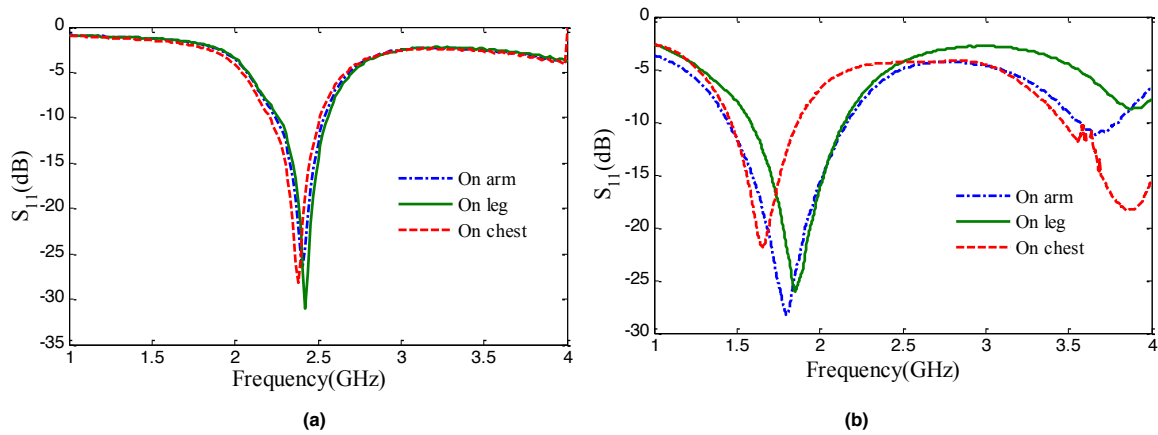 0
-5
-10
-15
-20
-25
-30
-35
S11(dB)
On arm
On leg
On chest
1 1.5 2 2.5 3 3.5 4
Frequency(GHz)
(a)
0
-5
-10
-15
-20
-25
-30
S11(dB)
On arm
On leg
On chest
1 1.5 2 2.5 3 3.5 4
Frequency(GHz)
(b)